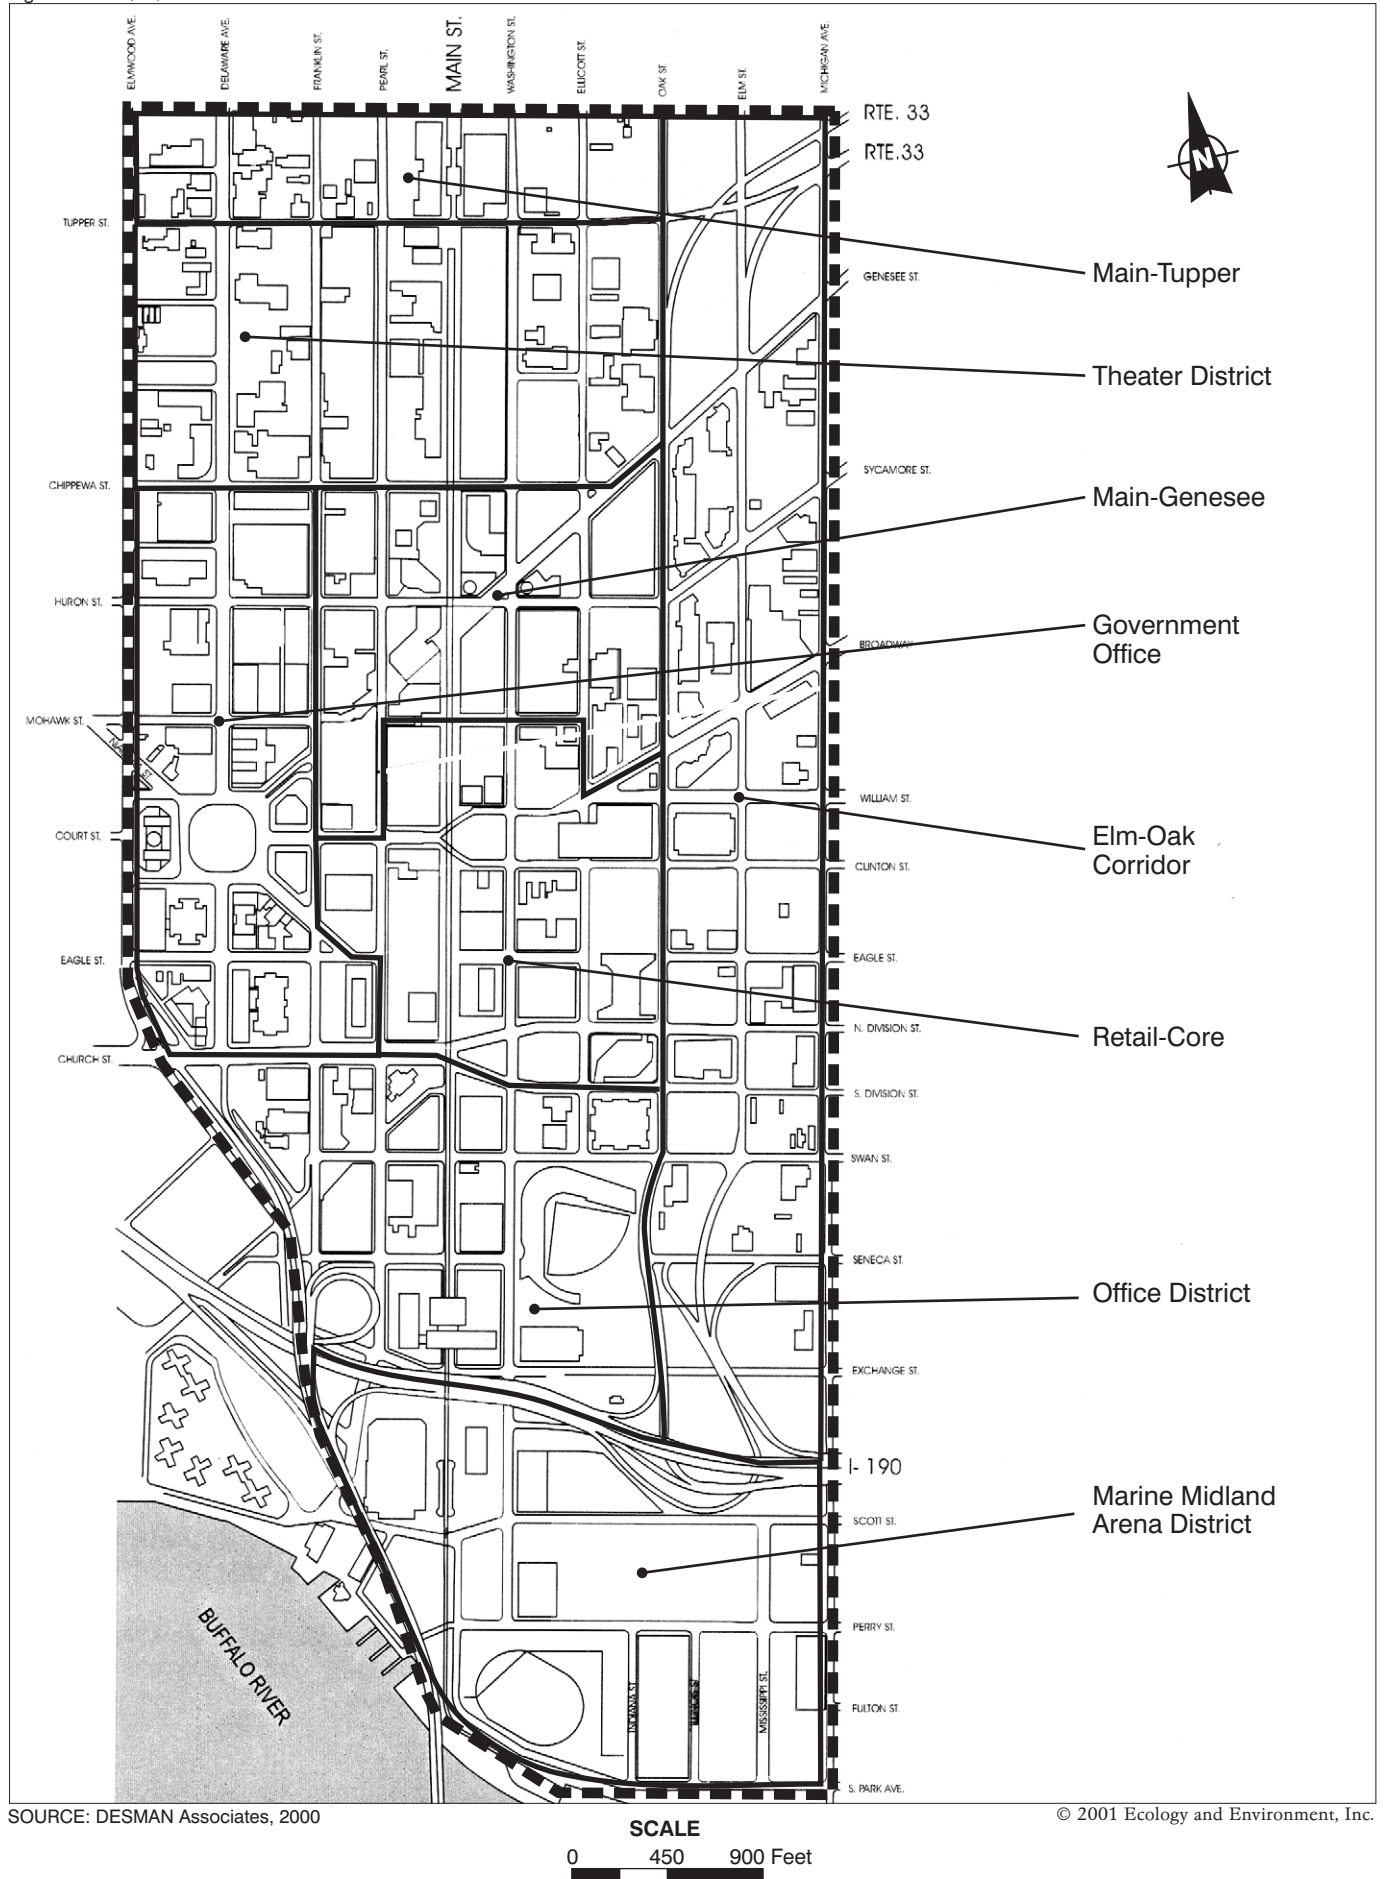 ELMWOOD AVE.
DELAWARE AVE.
FRANKLIN ST.
PEARL ST.
MAIN ST.
WASHINGTON ST.
ELLICOTT ST.
OAK ST.
ELM ST.
MICHIGAN AVE.
RTE. 33
RTE.33
N
TUPPER ST.
Main-Tupper
GENESEE ST.
Theater District
SYCAMORE ST.
CHIPPEWA ST.
Main-Genesee
HURON ST.
Government
Office
BROADWAY
MOHAWK ST.
WILLIAM ST.
COURT ST.
Elm-Oak
Corridor
CLINTON ST.
EAGLE ST.
EAGLE ST.
N. DIVISION ST.
Retail-Core
CHURCH ST.
S. DIVISION ST.
SWAN ST.
SENECA ST.
Office District
EXCHANGE ST.
I- 190
Marine Midland
Arena District
SCOTT ST.
PERRY ST.
BUFFALO RIVER
INDIANA ST.
ILLINOIS ST.
MISSISSIPPI ST.
FULTON ST.
S. PARK AVE.
SOURCE: DESMAN Associates, 2000
© 2001 Ecology and Environment, Inc.
SCALE
0 450 900 Feet